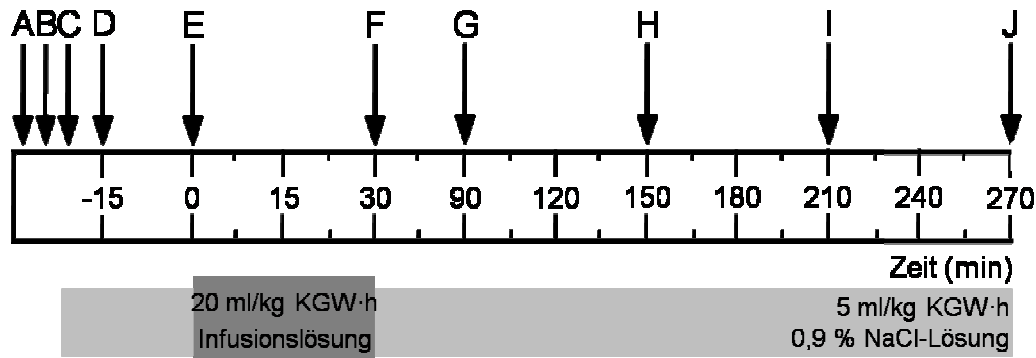 A B C D E F G H I J
-15 0 15 30 90 120 150 180 210 240 270
Zeit (min)
20 ml/kg KGW·h
Infusionslösung
5 ml/kg KGW·h
0,9 % NaCl-Lösung